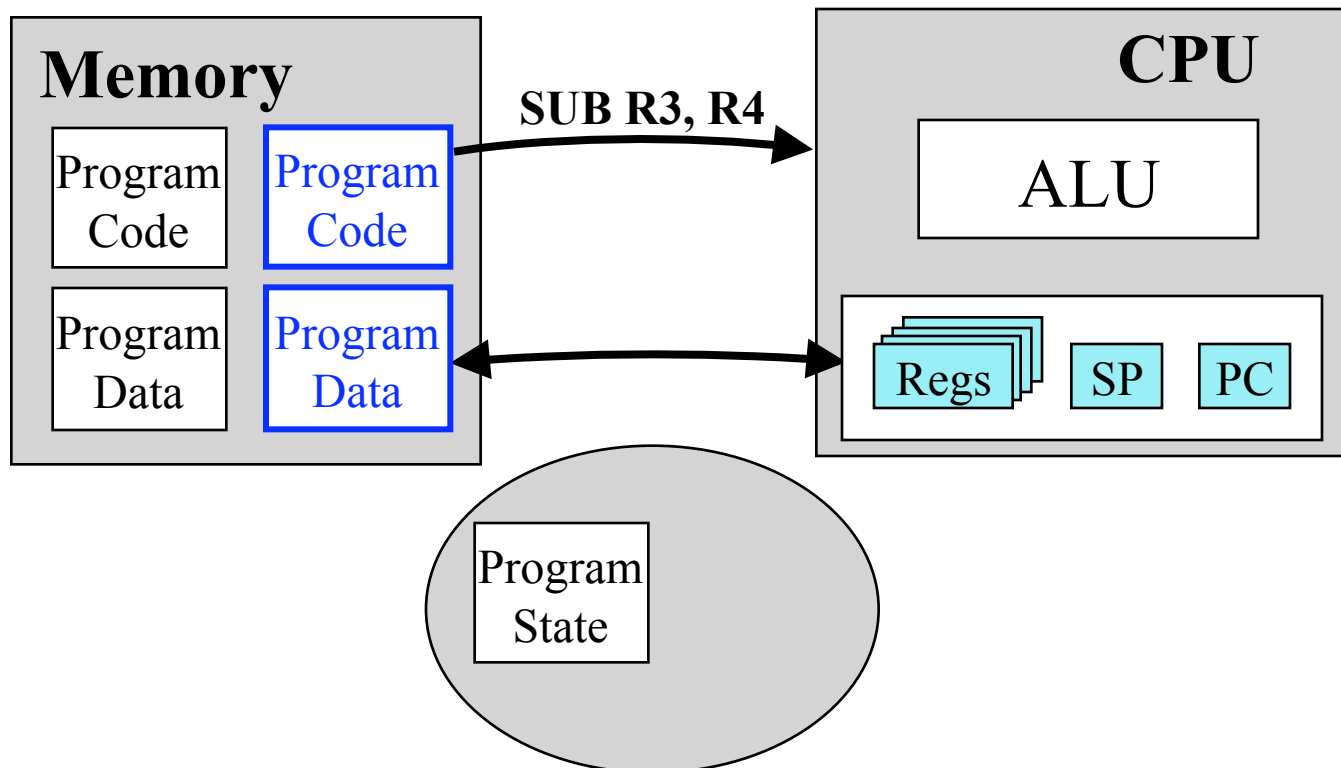 Memory
CPU
SUB R3, R4
Program
Code
Program
Code
ALU
Program
Data
Program
Data
Regs
SP
PC
Program
State